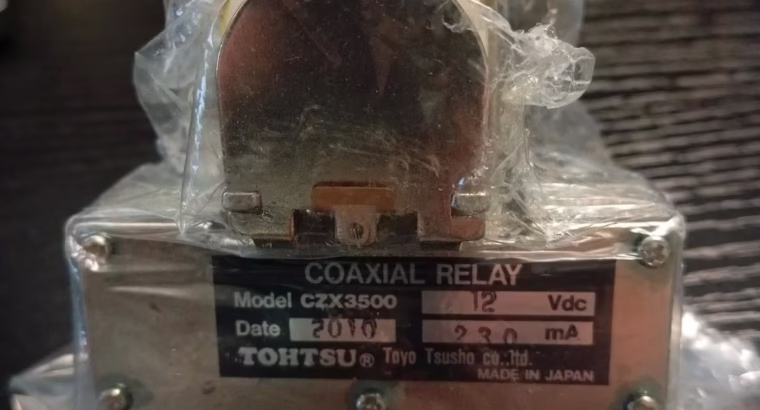 COAXIAL RELAY
Model CZX3500 12 Vdc
Date 2010 230 mA
TOHTSU® Toyo Tsusho co.,ltd.
MADE IN JAPAN